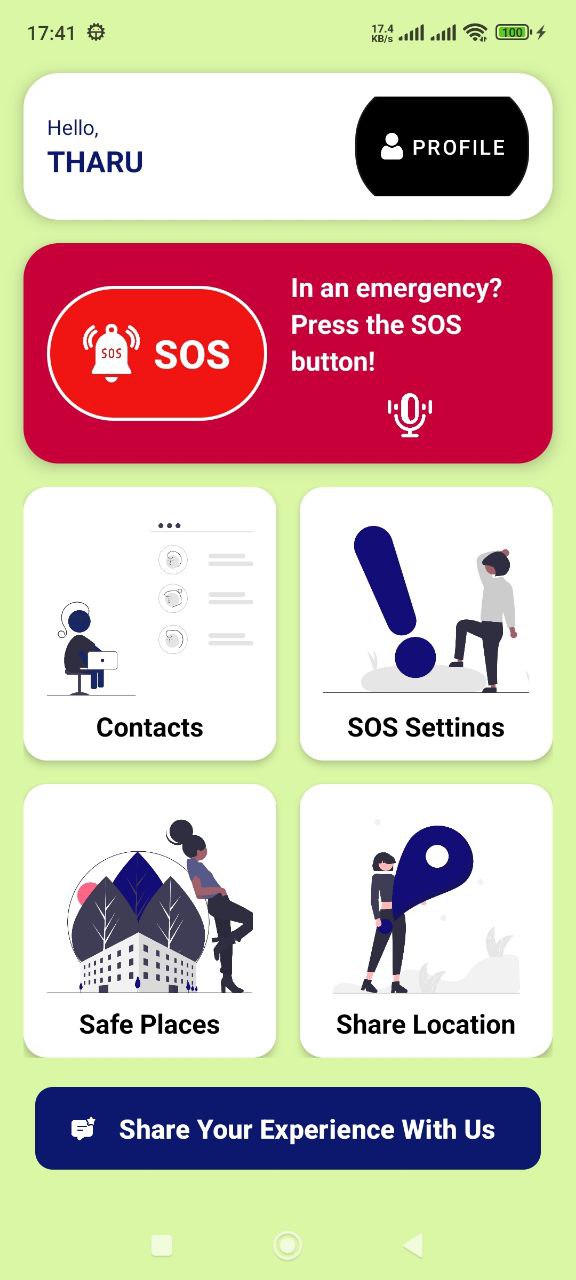 17:41
17.4
KB/s
100
Hello,
THARU
PROFILE
SOS
SOS
In an emergency?
Press the SOS
button!
Contacts
SOS Settings
Safe Places
Share Location
Share Your Experience With Us